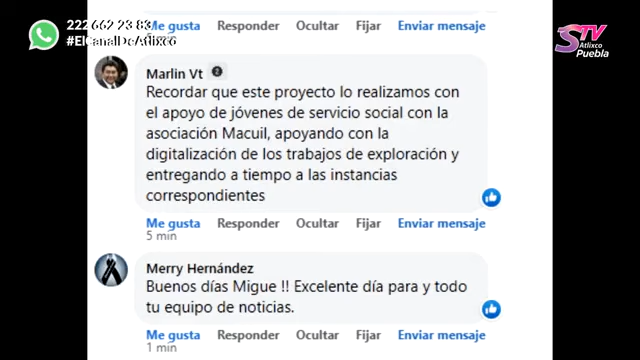 222 662 23 83
#ElCanalDeAtlixco
STV
Atlixco
Puebla
Me gusta Responder Ocultar Fijar Enviar mensaje
Marlin Vt 2
Recordar que este proyecto lo realizamos con
el apoyo de jóvenes de servicio social con la
asociación Macuil, apoyando con la
digitalización de los trabajos de exploración y
entregando a tiempo a las instancias
correspondientes
Me gusta Responder Ocultar Fijar Enviar mensaje
5 min
Merry Hernández
Buenos días Migue !! Excelente día para y todo
tu equipo de noticias.
Me gusta Responder Ocultar Fijar Enviar mensaje
1 min